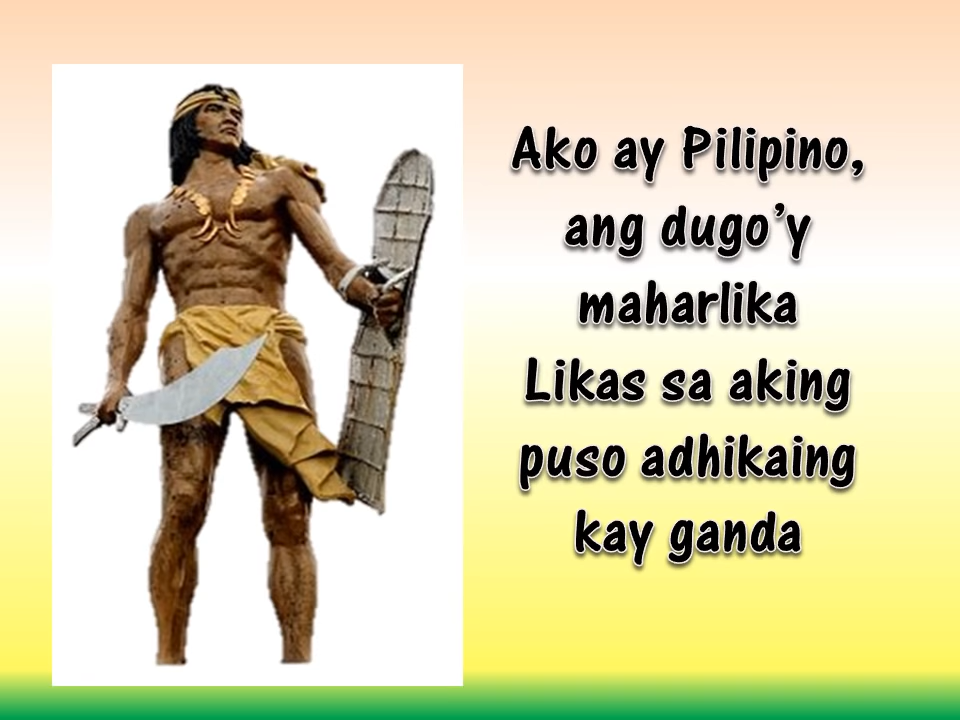 Ako ay Pilipino,
ang dugo’y
maharlika
Likas sa aking
puso adhikaing
kay ganda